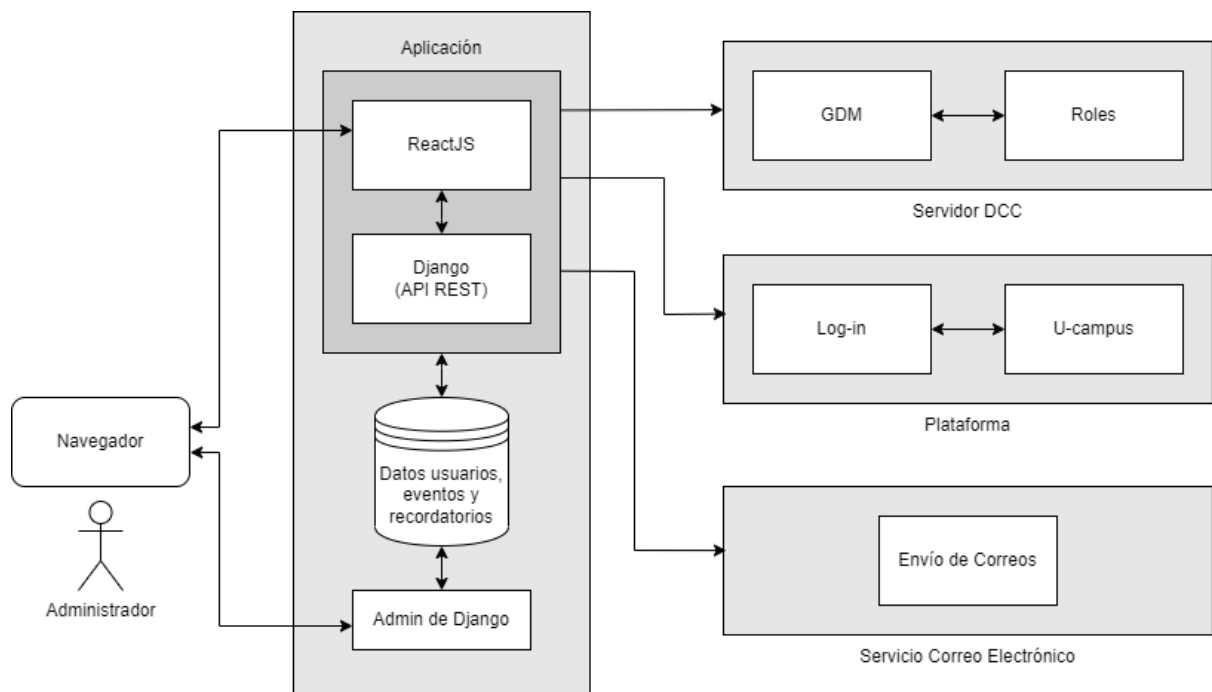 Aplicación
ReactJS
Django
(API REST)
Datos usuarios,
eventos y
recordatorios
Admin de Django
Navegador
Administrador
GDM
Roles
Servidor DCC
Log-in
U-campus
Plataforma
Envío de Correos
Servicio Correo Electrónico